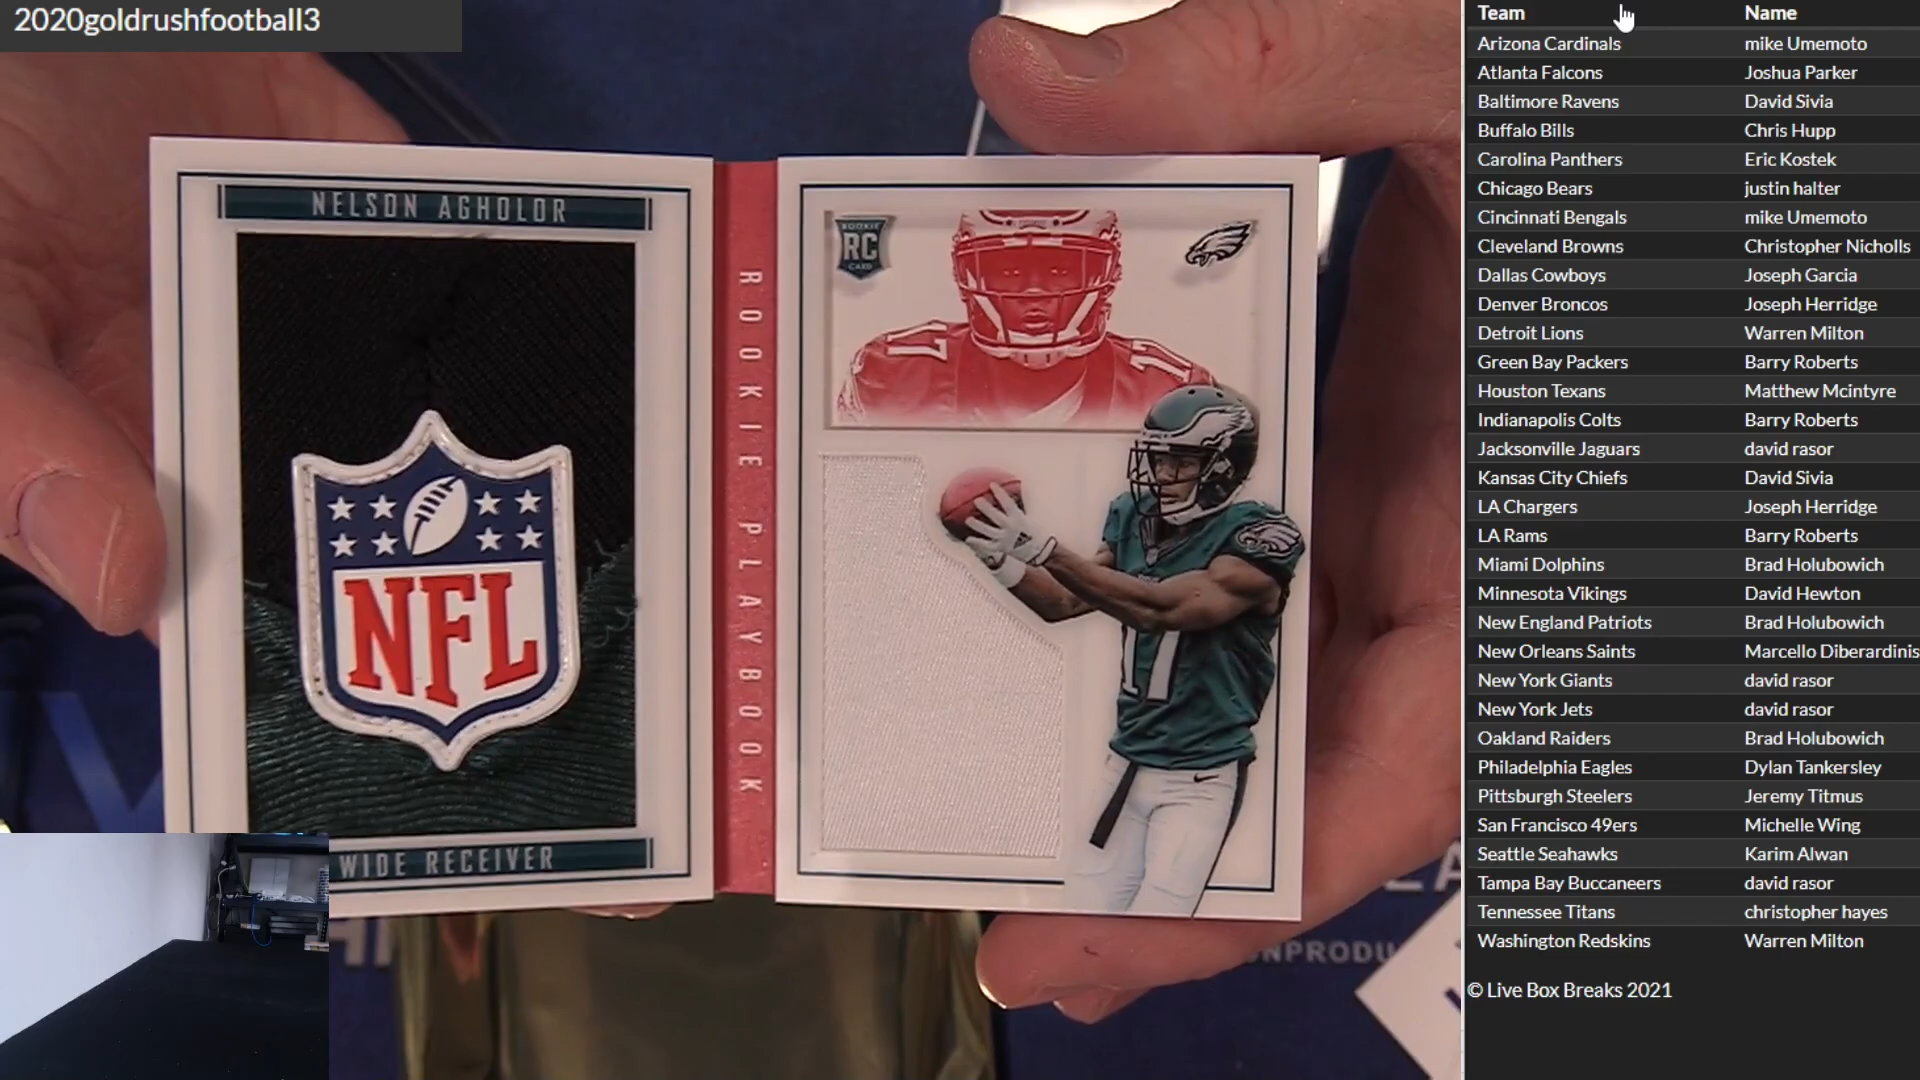 2020goldrushfootball3
NELSON AGHOLOR
NFL
WIDE RECEIVER
ROOKIE PLAYBOOK
ROOKIE
RC
CARD
17
17
17
NPRODU
Team Name
Arizona Cardinals mike Umemoto
Atlanta Falcons Joshua Parker
Baltimore Ravens David Sivia
Buffalo Bills Chris Hupp
Carolina Panthers Eric Kostek
Chicago Bears justin halter
Cincinnati Bengals mike Umemoto
Cleveland Browns Christopher Nicholls
Dallas Cowboys Joseph Garcia
Denver Broncos Joseph Herridge
Detroit Lions Warren Milton
Green Bay Packers Barry Roberts
Houston Texans Matthew Mcintyre
Indianapolis Colts Barry Roberts
Jacksonville Jaguars david rasor
Kansas City Chiefs David Sivia
LA Chargers Joseph Herridge
LA Rams Barry Roberts
Miami Dolphins Brad Holubowich
Minnesota Vikings David Hewton
New England Patriots Brad Holubowich
New Orleans Saints Marcello Diberardinis
New York Giants david rasor
New York Jets david rasor
Oakland Raiders Brad Holubowich
Philadelphia Eagles Dylan Tankersley
Pittsburgh Steelers Jeremy Titmus
San Francisco 49ers Michelle Wing
Seattle Seahawks Karim Alwan
Tampa Bay Buccaneers david rasor
Tennessee Titans christopher hayes
Washington Redskins Warren Milton
© Live Box Breaks 2021